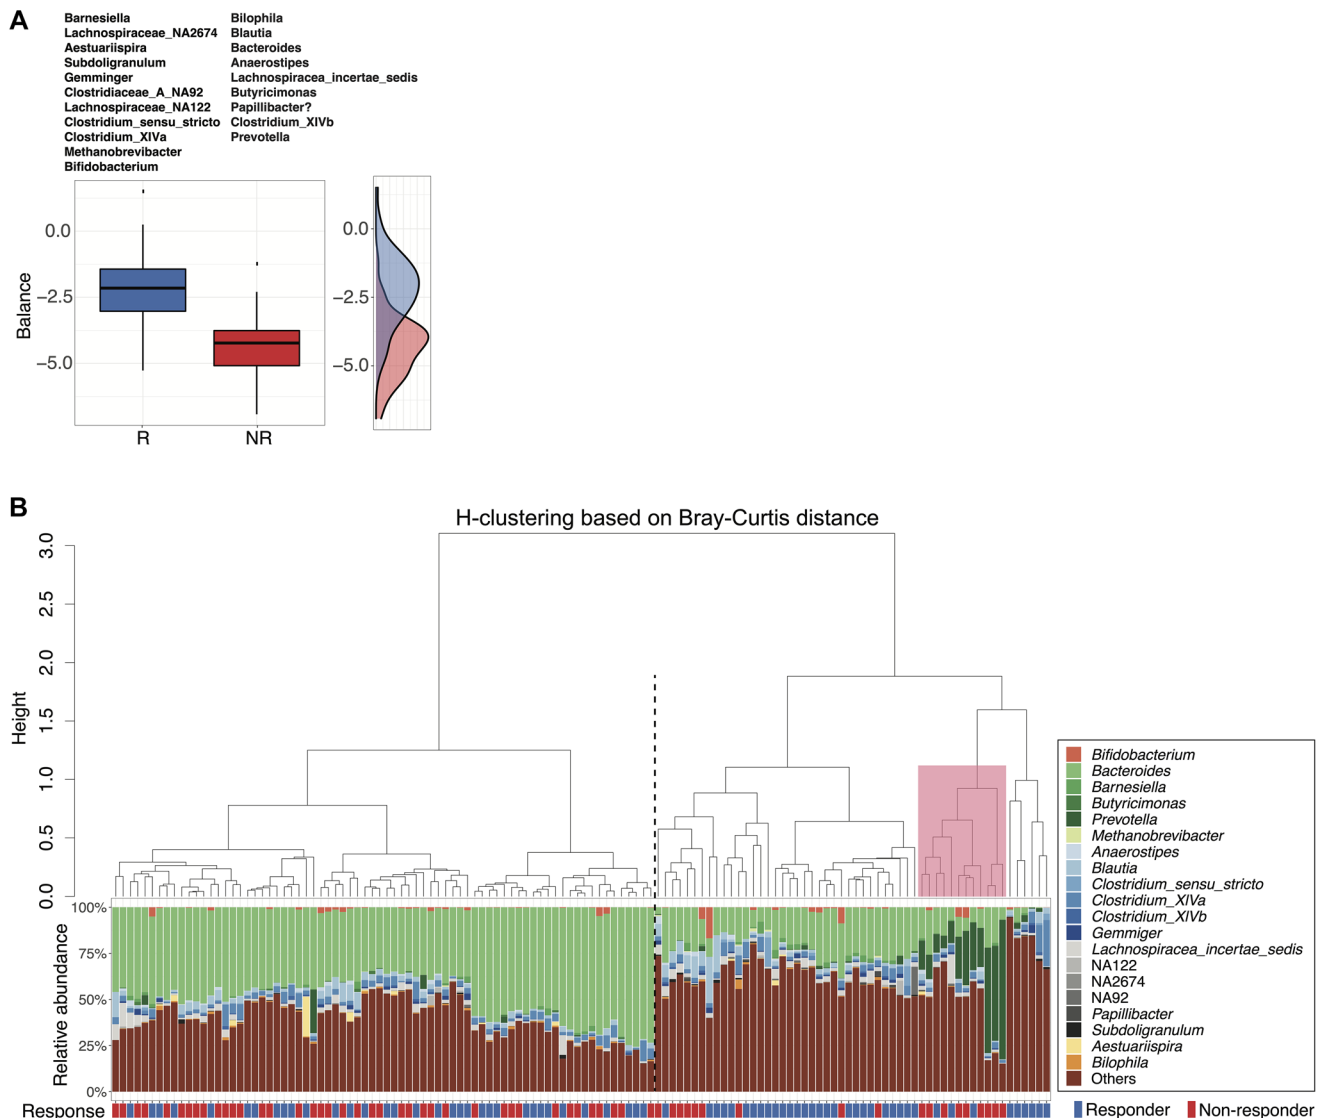 A
Barnesiella Bilophila
Lachnospiraceae_NA2674 Blautia
Aestuariispira Bacteroides
Subdoligranulum Anaerostipes
Gemminger Lachnospiracea_incertae_sedis
Clostridiaceae_A_NA92 Butyricimonas
Lachnospiraceae_NA122 Papillibacter?
Clostridium_sensu_stricto Clostridium_XIVb
Clostridium_XIVa Prevotella
Methanobrevibacter
Bifidobacterium
Balance
0.0
−2.5
−5.0
R NR
0.0
−2.5
−5.0
B
H-clustering based on Bray-Curtis distance
Height
3.0
2.5
2.0
1.5
1.0
0.5
0.0
Relative abundance
100%
75%
50%
25%
0%
Response
Bifidobacterium
Bacteroides
Barnesiella
Butyricimonas
Prevotella
Methanobrevibacter
Anaerostipes
Blautia
Clostridium_sensu_stricto
Clostridium_XIVa
Clostridium_XIVb
Gemmiger
Lachnospiracea_incertae_sedis
NA122
NA2674
NA92
Papillibacter
Subdoligranulum
Aestuariispira
Bilophila
Others
Responder Non-responder